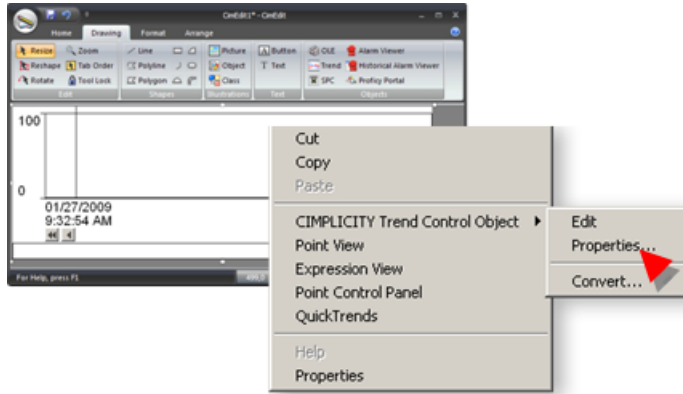 CimEdit1* - CimEdit
Home Drawing Format Arrange
Resize Zoom Line Picture Button OLE Alarm Viewer
Reshape Tab Order Polyline Object Text Trend Historical Alarm Viewer
Rotate Tool Lock Polygon Class SPC Proficy Portal
Edit Shapes Illustrations Text Objects
100
0
01/27/2009
9:32:54 AM
For Help, press F1
Cut
Copy
Paste
CIMPLICITY Trend Control Object
Point View
Expression View
Point Control Panel
QuickTrends
Help
Properties
Edit
Properties...
Convert...